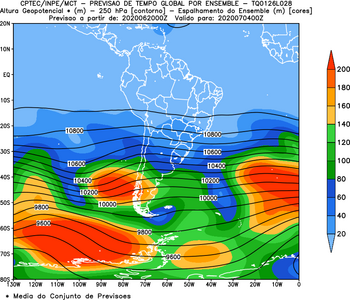 CPTEC/INPE/MCT - PREVISAO DE TEMPO GLOBAL POR ENSEMBLE - TQ0126L028
Altura Geopotencial * (m) - 250 hPa [contorno] - Espalhamento do Ensemble (m) [cores]
Previsao a partir de: 2020062000Z Valido para: 2020070400Z
20N
10N
EQ
10S
20S
30S
40S
50S
60S
70S
80S
130W 120W 110W 100W 90W 80W 70W 60W 50W 40W 30W 20W 10W 0
10800
10800
10600
10600
10400
10400
10200
10200
10000
10000
9800
9800
9600
9600
200
180
160
140
120
100
80
60
40
20
* Media do Conjunto de Previsoes